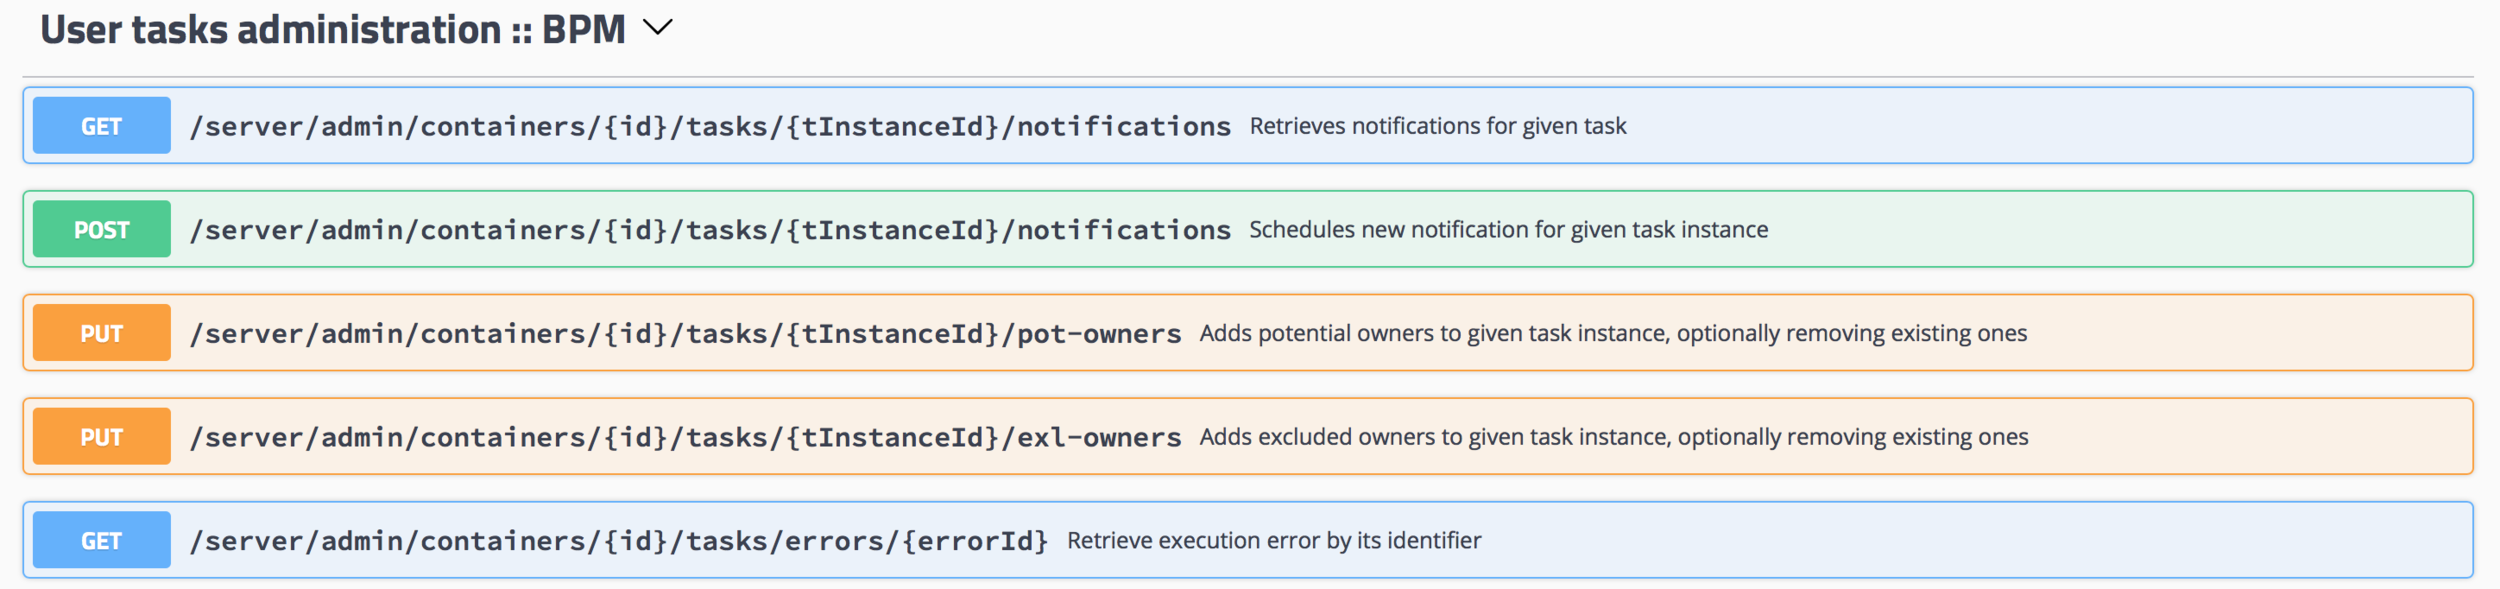 User tasks administration :: BPM
GET /server/admin/containers/{id}/tasks/{tInstanceId}/notifications Retrieves notifications for given task
POST /server/admin/containers/{id}/tasks/{tInstanceId}/notifications Schedules new notification for given task instance
PUT /server/admin/containers/{id}/tasks/{tInstanceId}/pot-owners Adds potential owners to given task instance, optionally removing existing ones
PUT /server/admin/containers/{id}/tasks/{tInstanceId}/exl-owners Adds excluded owners to given task instance, optionally removing existing ones
GET /server/admin/containers/{id}/tasks/errors/{errorId} Retrieve execution error by its identifier